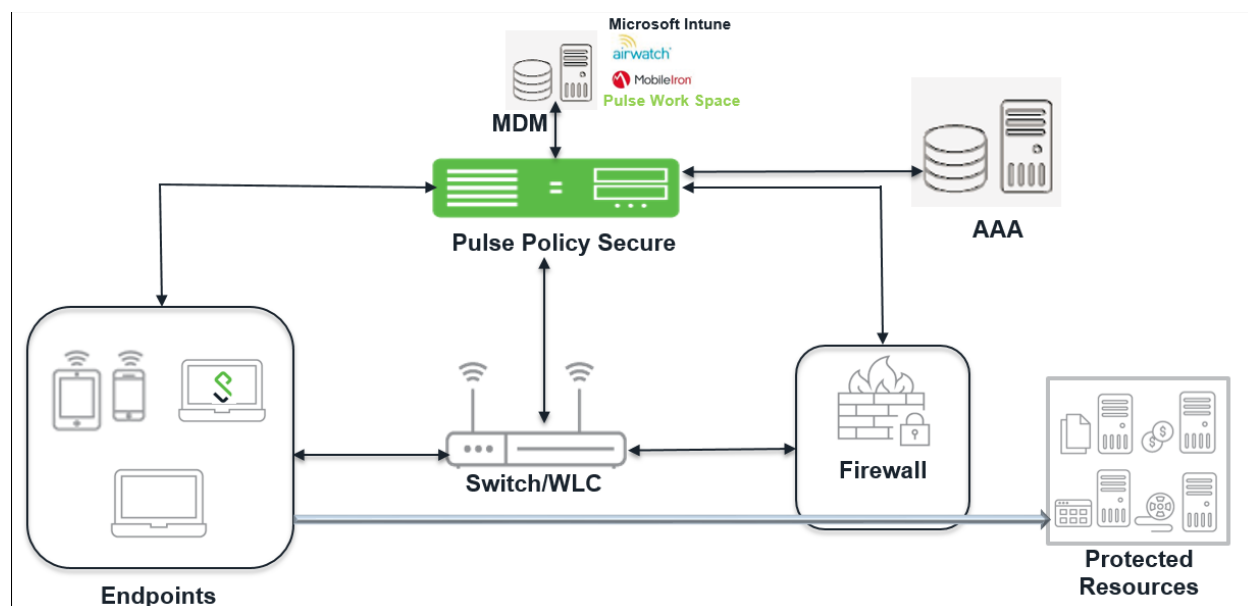 Microsoft Intune
airwatch
MobileIron
Pulse Work Space
MDM
AAA
Pulse Policy Secure
Switch/WLC
Firewall
Protected
Resources
Endpoints